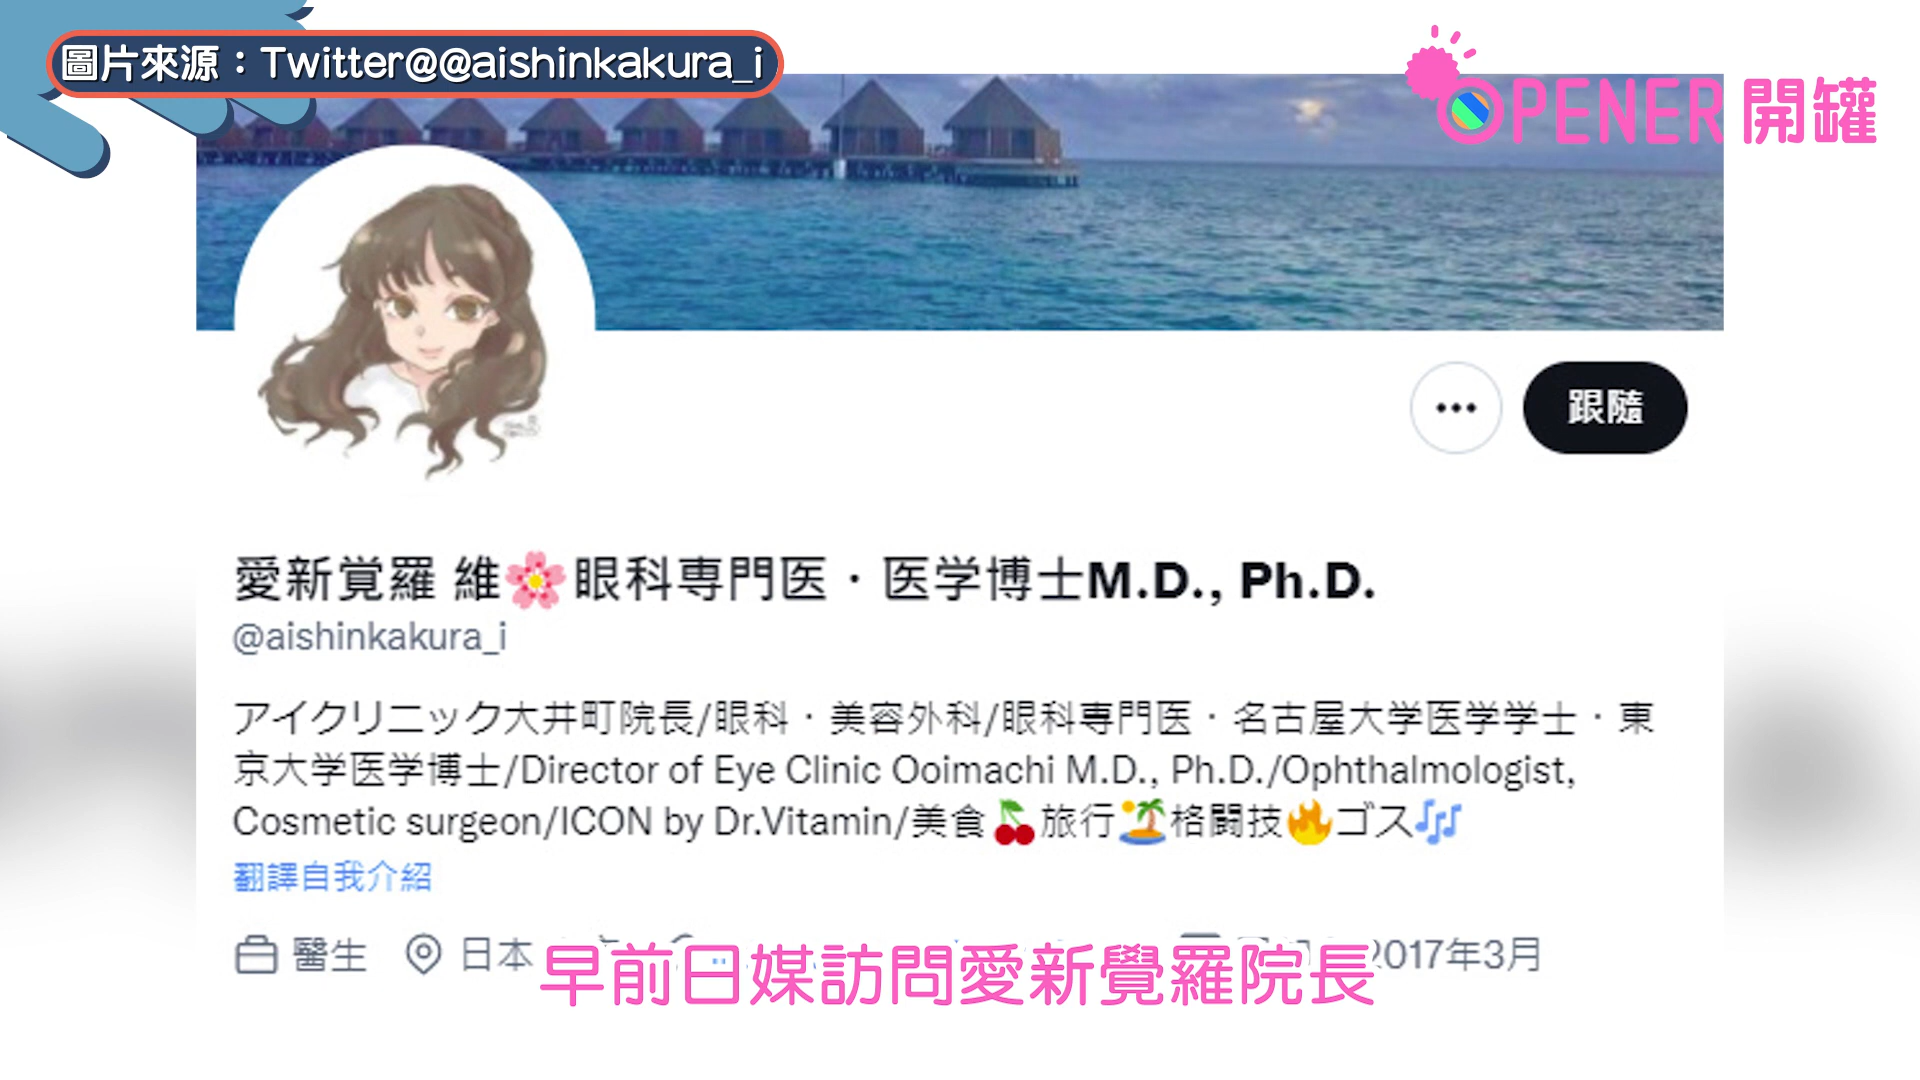 圖片來源：Twitter@@aishinkakura_i
OPENER 開罐
跟隨
愛新覚羅 維🌸眼科専門医・医学博士M.D., Ph.D.
@aishinkakura_i
アイクリニック大井町院長/眼科・美容外科/眼科専門医・名古屋大学医学学士・東
京大学医学博士/Director of Eye Clinic Ooimachi M.D., Ph.D./Ophthalmologist,
Cosmetic surgeon/ICON by Dr.Vitamin/美食🍒旅行🏝️格闘技🔥ゴス🎶
翻譯自我介紹
醫生 日本 2017年3月
早前日媒訪問愛新覺羅院長